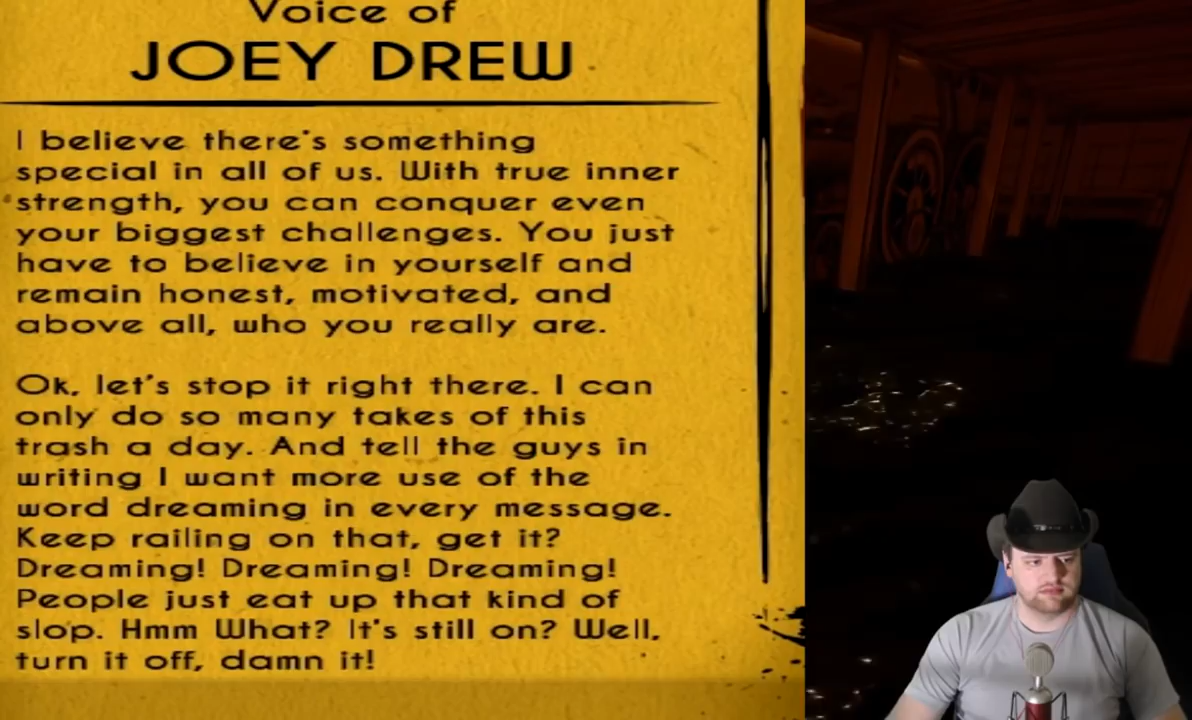 Voice of
JOEY DREW
I believe there's something
special in all of us. With true inner
strength, you can conquer even
your biggest challenges. You just
have to believe in yourself and
remain honest, motivated, and
above all, who you really are.
Ok, let's stop it right there. I can
only do so many takes of this
trash a day. And tell the guys in
writing I want more use of the
word dreaming in every message.
Keep railing on that, get it?
Dreaming! Dreaming! Dreaming!
People just eat up that kind of
slop. Hmm What? It's still on? Well,
turn it off, damn it!